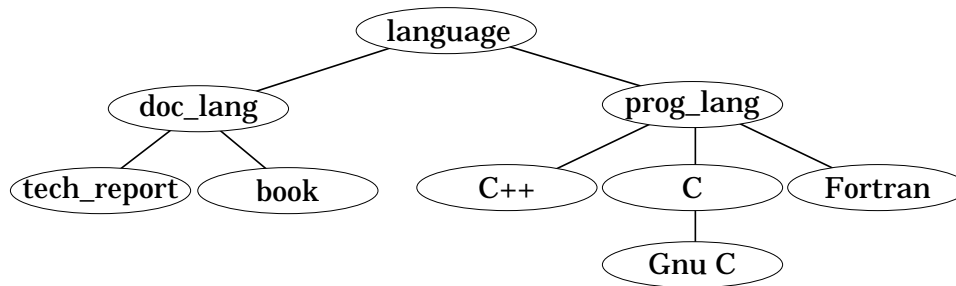 language
doc_lang
prog_lang
tech_report
book
C++
C
Fortran
Gnu C